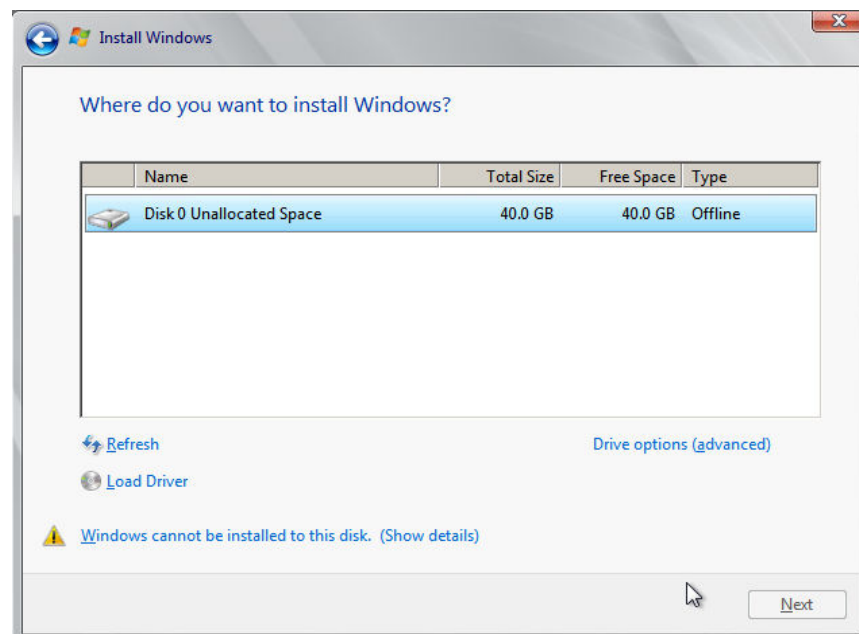 Install Windows
Where do you want to install Windows?
Name Total Size Free Space Type
Disk 0 Unallocated Space 40.0 GB 40.0 GB Offline
Refresh Drive options (advanced)
Load Driver
Windows cannot be installed to this disk. (Show details)
Next